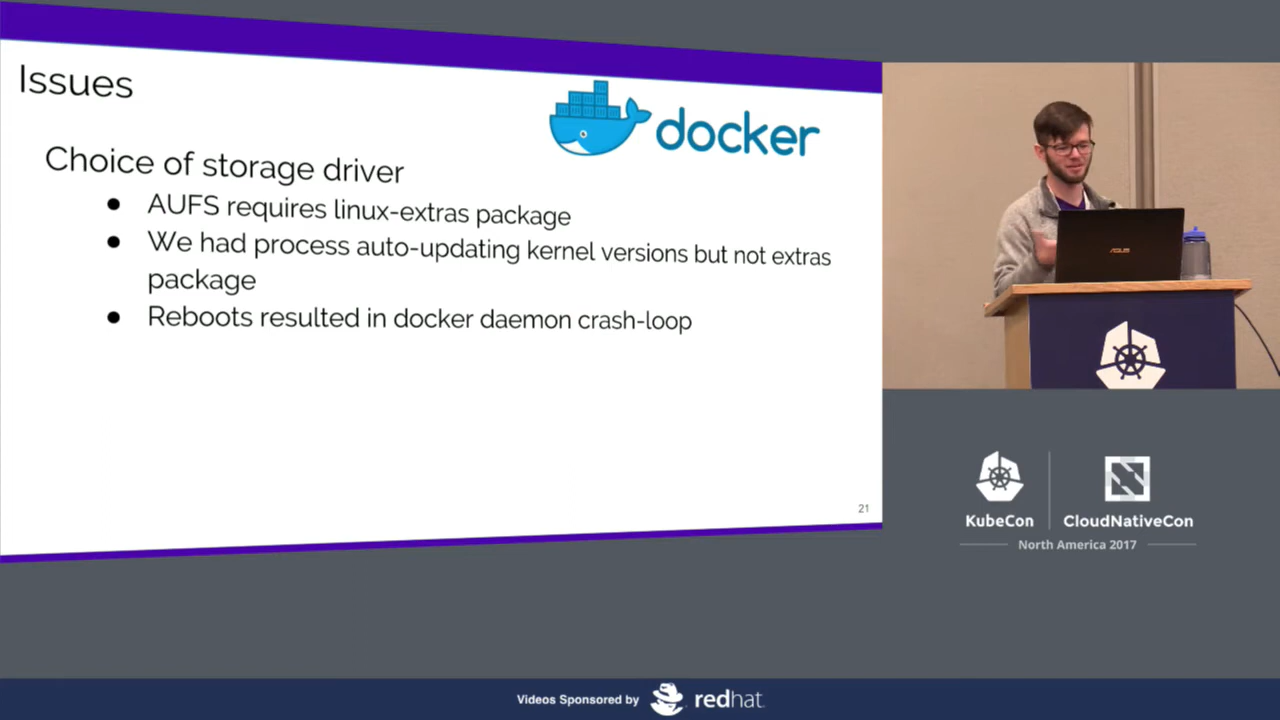 Issues
docker
Choice of storage driver
● AUFS requires linux-extras package
● We had process auto-updating kernel versions but not extras
package
● Reboots resulted in docker daemon crash-loop
21
ASUS
KubeCon
CloudNativeCon
North America 2017
Videos Sponsored by
redhat.